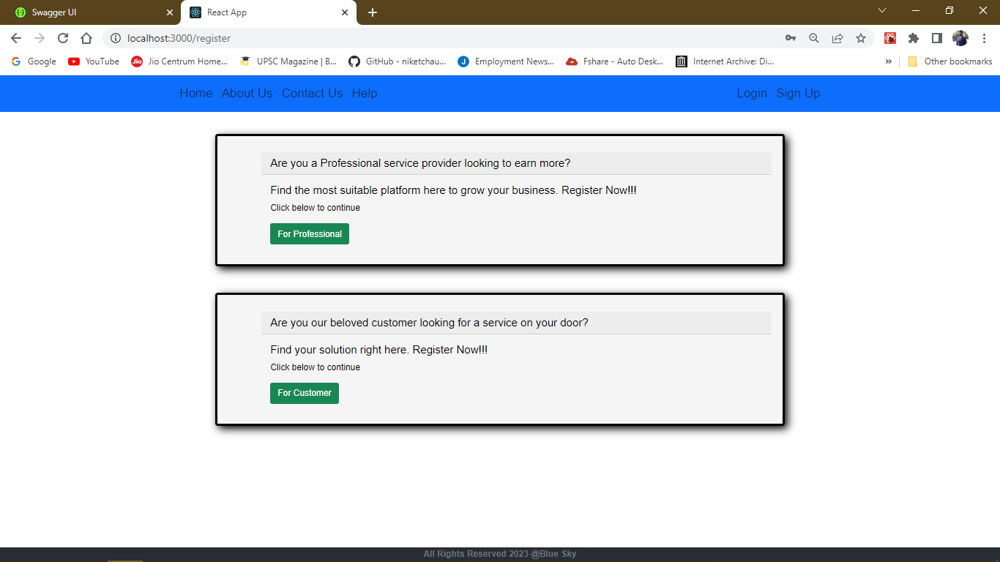 Swagger UI
React App
localhost:3000/register
Google
YouTube
Jio
Jio Centrum Home...
UPSC Magazine | B...
GitHub - niketchau...
J
Employment News...
Fshare - Auto Desk...
Internet Archive: Di...
»
Other bookmarks
Home About Us Contact Us Help
Login Sign Up
Are you a Professional service provider looking to earn more?
Find the most suitable platform here to grow your business. Register Now!!!
Click below to continue
For Professional
Are you our beloved customer looking for a service on your door?
Find your solution right here. Register Now!!!
Click below to continue
For Customer
All Rights Reserved 2023 @Blue Sky